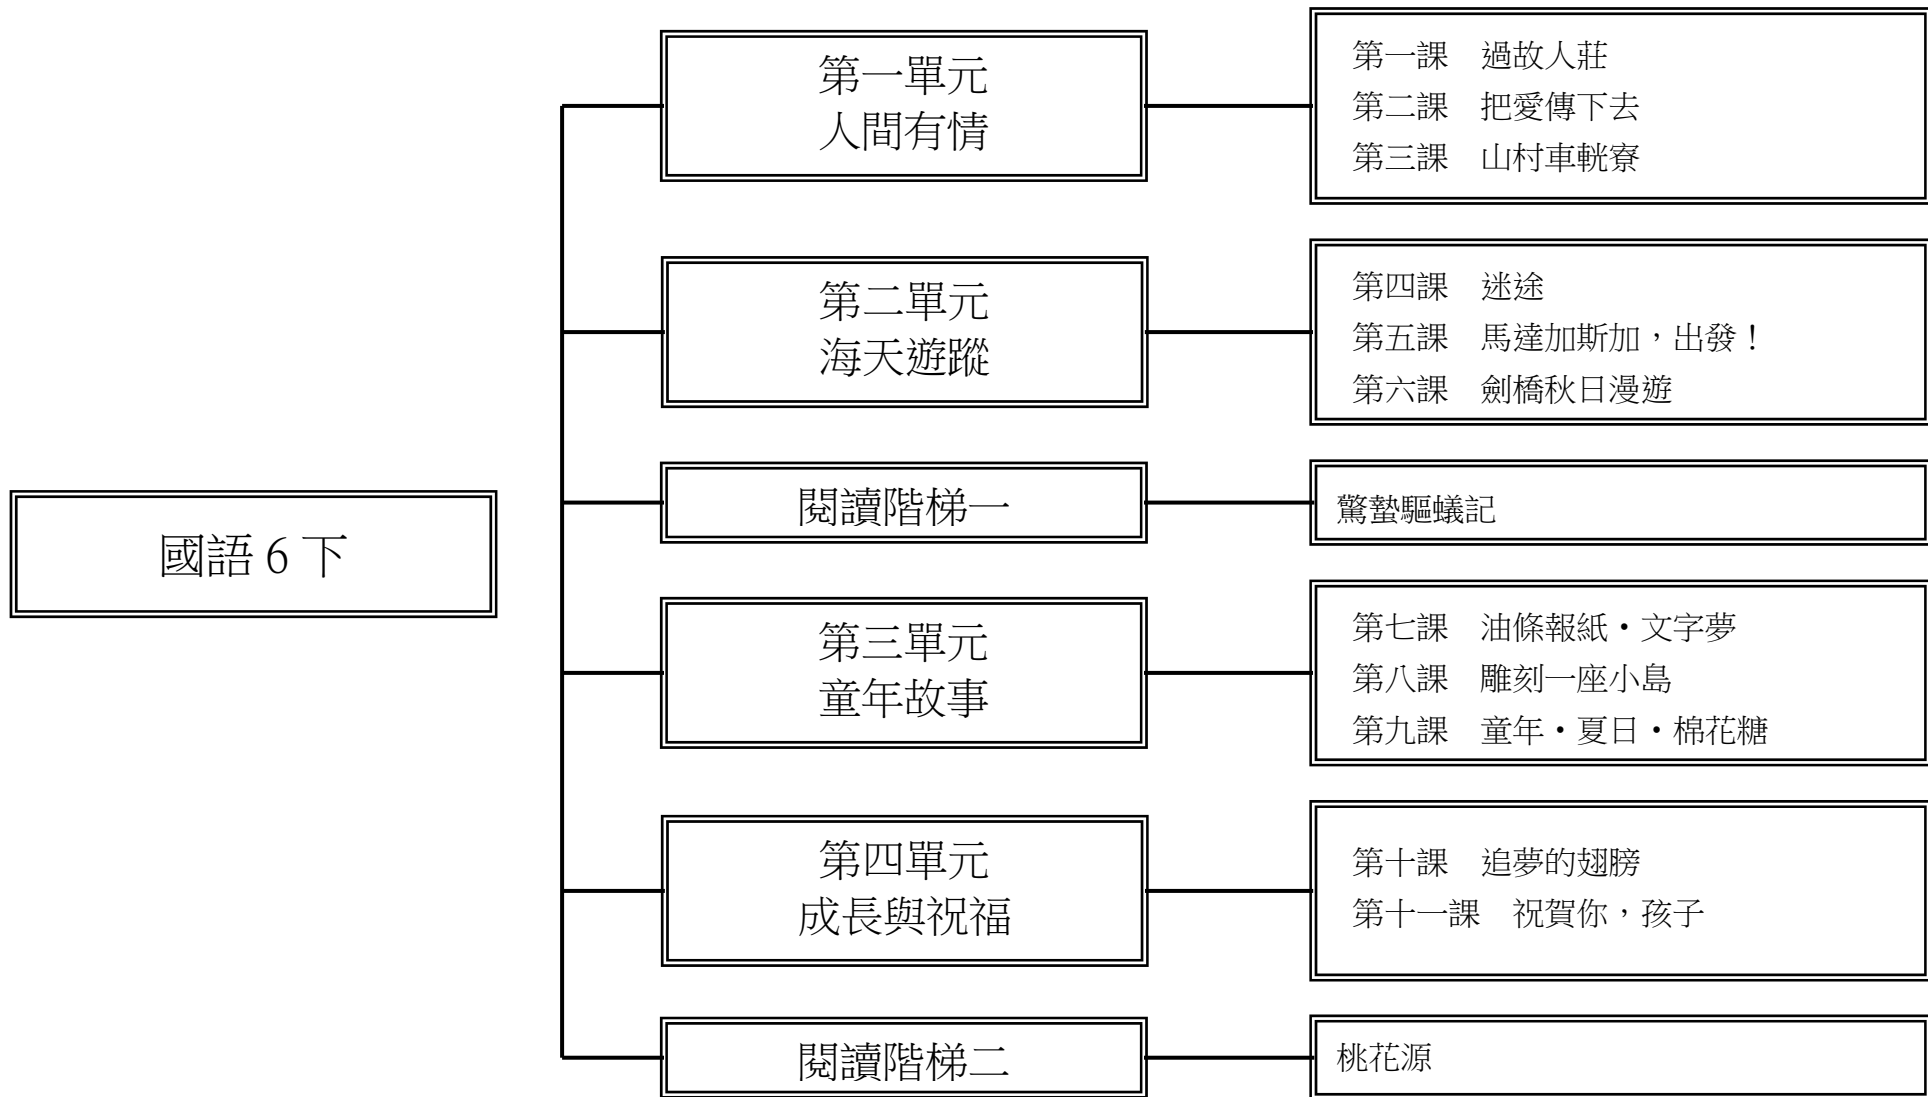 國語 6 下
第一單元
人間有情
第一課　過故人莊
第二課　把愛傳下去
第三課　山村車輄寮
第二單元
海天遊蹤
第四課　迷途
第五課　馬達加斯加，出發！
第六課　劍橋秋日漫遊
閱讀階梯一
驚蟄驅蟻記
第三單元
童年故事
第七課　油條報紙・文字夢
第八課　雕刻一座小島
第九課　童年・夏日・棉花糖
第四單元
成長與祝福
第十課　追夢的翅膀
第十一課　祝賀你，孩子
閱讀階梯二
桃花源